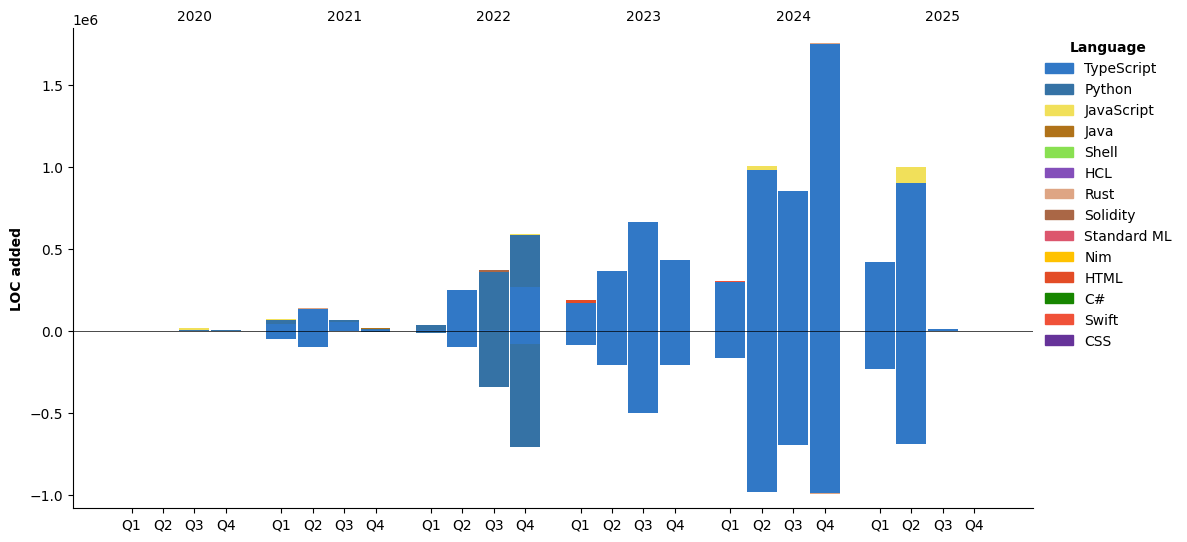 1e6
2020 2021 2022 2023 2024 2025
LOC added
1.5
1.0
0.5
0.0
−0.5
−1.0
Q1 Q2 Q3 Q4 Q1 Q2 Q3 Q4 Q1 Q2 Q3 Q4 Q1 Q2 Q3 Q4 Q1 Q2 Q3 Q4 Q1 Q2 Q3 Q4
Language
TypeScript
Python
JavaScript
Java
Shell
HCL
Rust
Solidity
Standard ML
Nim
HTML
C#
Swift
CSS